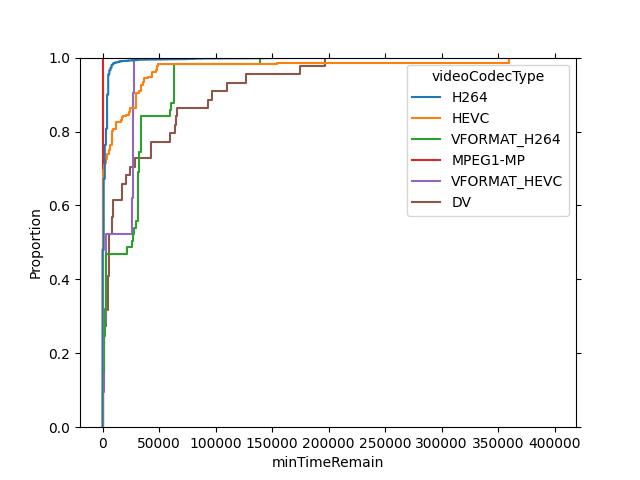 1.0
0.8
0.6
0.4
0.2
0.0
Proportion
videoCodecType
H264
HEVC
VFORMAT_H264
MPEG1-MP
VFORMAT_HEVC
DV
0 50000 100000 150000 200000 250000 300000 350000 400000
minTimeRemain